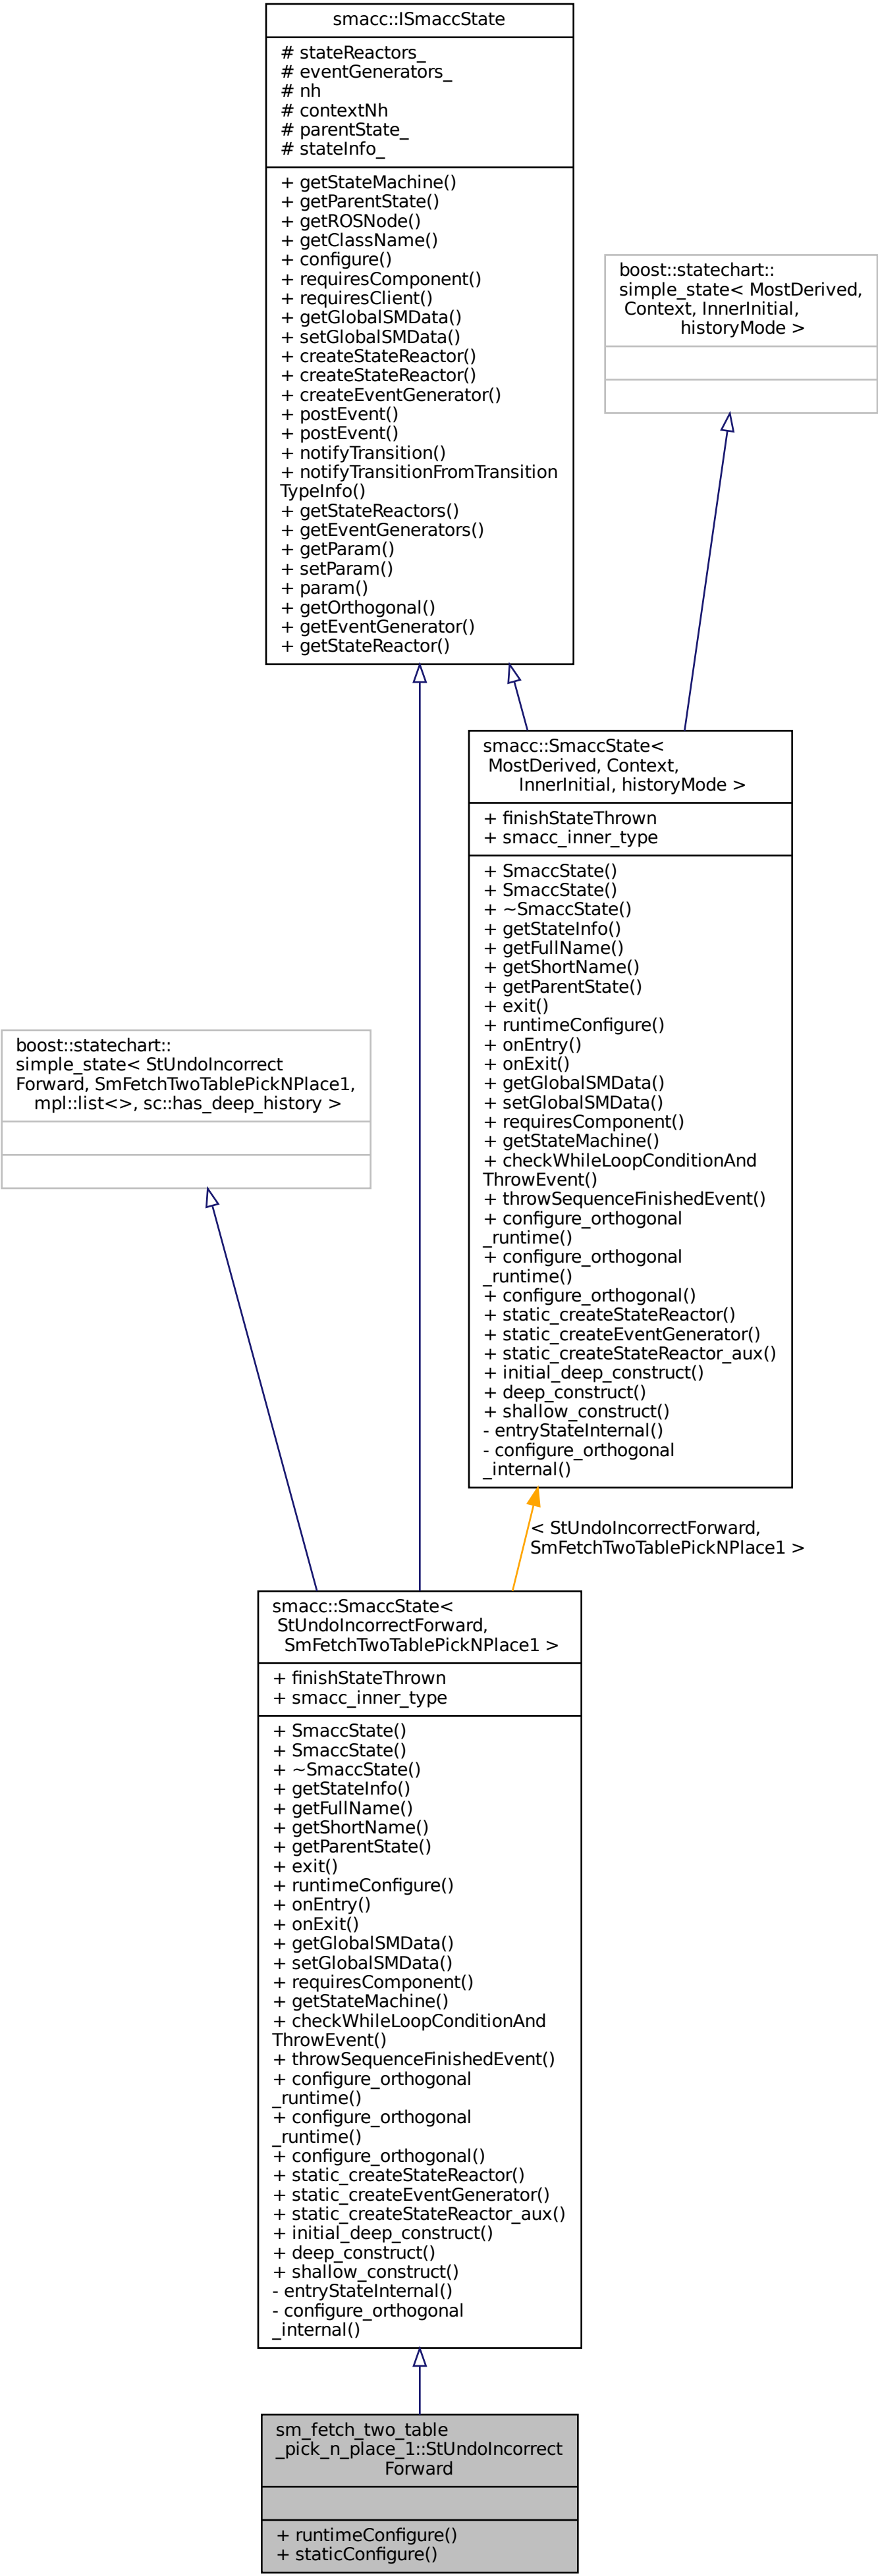 smacc::ISmaccState
# stateReactors_
# eventGenerators_
# nh
# contextNh
# parentState_
# stateInfo_
+ getStateMachine()
+ getParentState()
+ getROSNode()
+ getClassName()
+ configure()
+ requiresComponent()
+ requiresClient()
+ getGlobalSMData()
+ setGlobalSMData()
+ createStateReactor()
+ createStateReactor()
+ createEventGenerator()
+ postEvent()
+ postEvent()
+ notifyTransition()
+ notifyTransitionFromTransition
TypeInfo()
+ getStateReactors()
+ getEventGenerators()
+ getParam()
+ setParam()
+ param()
+ getOrthogonal()
+ getEventGenerator()
+ getStateReactor()
boost::statechart::
simple_state< MostDerived,
Context, InnerInitial,
historyMode >
smacc::SmaccState<
MostDerived, Context,
InnerInitial, historyMode >
+ finishStateThrown
+ smacc_inner_type
+ SmaccState()
+ SmaccState()
+ ~SmaccState()
+ getStateInfo()
+ getFullName()
+ getShortName()
+ getParentState()
+ exit()
+ runtimeConfigure()
+ onEntry()
+ onExit()
+ getGlobalSMData()
+ setGlobalSMData()
+ requiresComponent()
+ getStateMachine()
+ checkWhileLoopConditionAnd
ThrowEvent()
+ throwSequenceFinishedEvent()
+ configure_orthogonal
_runtime()
+ configure_orthogonal
_runtime()
+ configure_orthogonal()
+ static_createStateReactor()
+ static_createEventGenerator()
+ static_createStateReactor_aux()
+ initial_deep_construct()
+ deep_construct()
+ shallow_construct()
- entryStateInternal()
- configure_orthogonal
_internal()
boost::statechart::
simple_state< StUndoIncorrect
Forward, SmFetchTwoTablePickNPlace1,
mpl::list<>, sc::has_deep_history >
< StUndoIncorrectForward,
SmFetchTwoTablePickNPlace1 >
smacc::SmaccState<
StUndoIncorrectForward,
SmFetchTwoTablePickNPlace1 >
+ finishStateThrown
+ smacc_inner_type
+ SmaccState()
+ SmaccState()
+ ~SmaccState()
+ getStateInfo()
+ getFullName()
+ getShortName()
+ getParentState()
+ exit()
+ runtimeConfigure()
+ onEntry()
+ onExit()
+ getGlobalSMData()
+ setGlobalSMData()
+ requiresComponent()
+ getStateMachine()
+ checkWhileLoopConditionAnd
ThrowEvent()
+ throwSequenceFinishedEvent()
+ configure_orthogonal
_runtime()
+ configure_orthogonal
_runtime()
+ configure_orthogonal()
+ static_createStateReactor()
+ static_createEventGenerator()
+ static_createStateReactor_aux()
+ initial_deep_construct()
+ deep_construct()
+ shallow_construct()
- entryStateInternal()
- configure_orthogonal
_internal()
sm_fetch_two_table
_pick_n_place_1::StUndoIncorrect
Forward
+ runtimeConfigure()
+ staticConfigure()